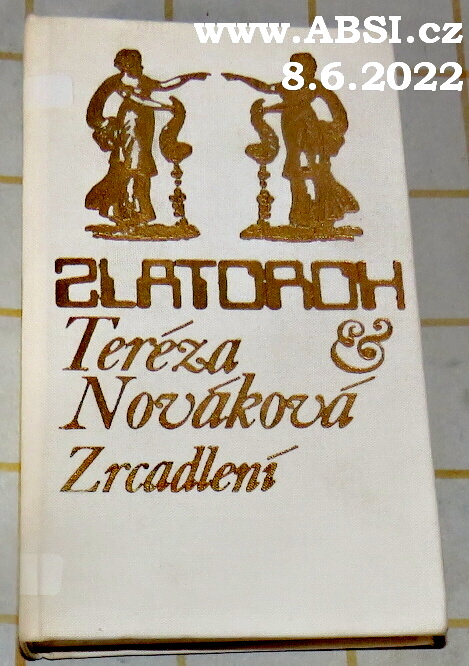 www.ABSI.cz
8.6.2022
ZLATOROH
Teréza &
Nováková
Zrcadlení